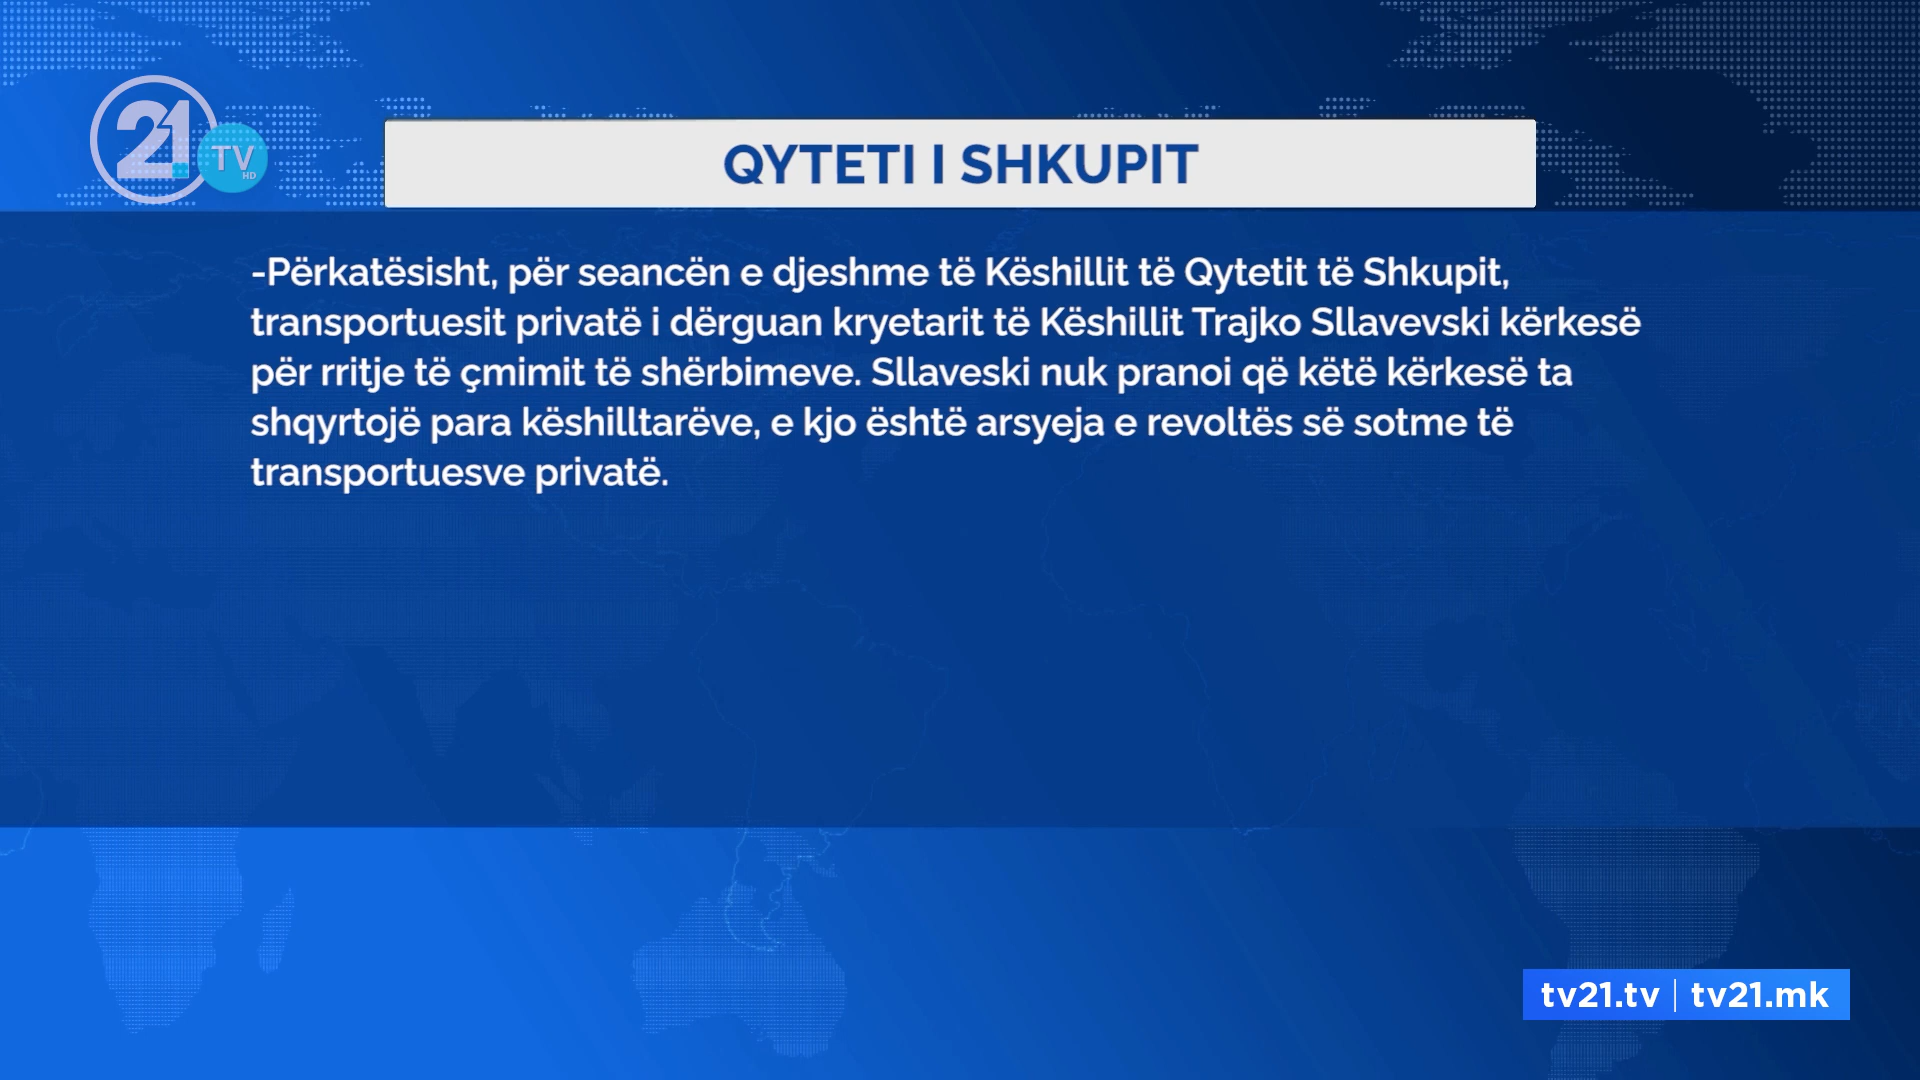 21 TV HD
QYTETI I SHKUPIT
-Përkatësisht, për seancën e djeshme të Këshillit të Qytetit të Shkupit,
transportuesit privatë i dërguan kryetarit të Këshillit Trajko Sllavevski kërkesë
për rritje të çmimit të shërbimeve. Sllaveski nuk pranoi që këtë kërkesë ta
shqyrtojë para këshilltarëve, e kjo është arsyeja e revoltës së sotme të
transportuesve privatë.
tv21.tv | tv21.mk